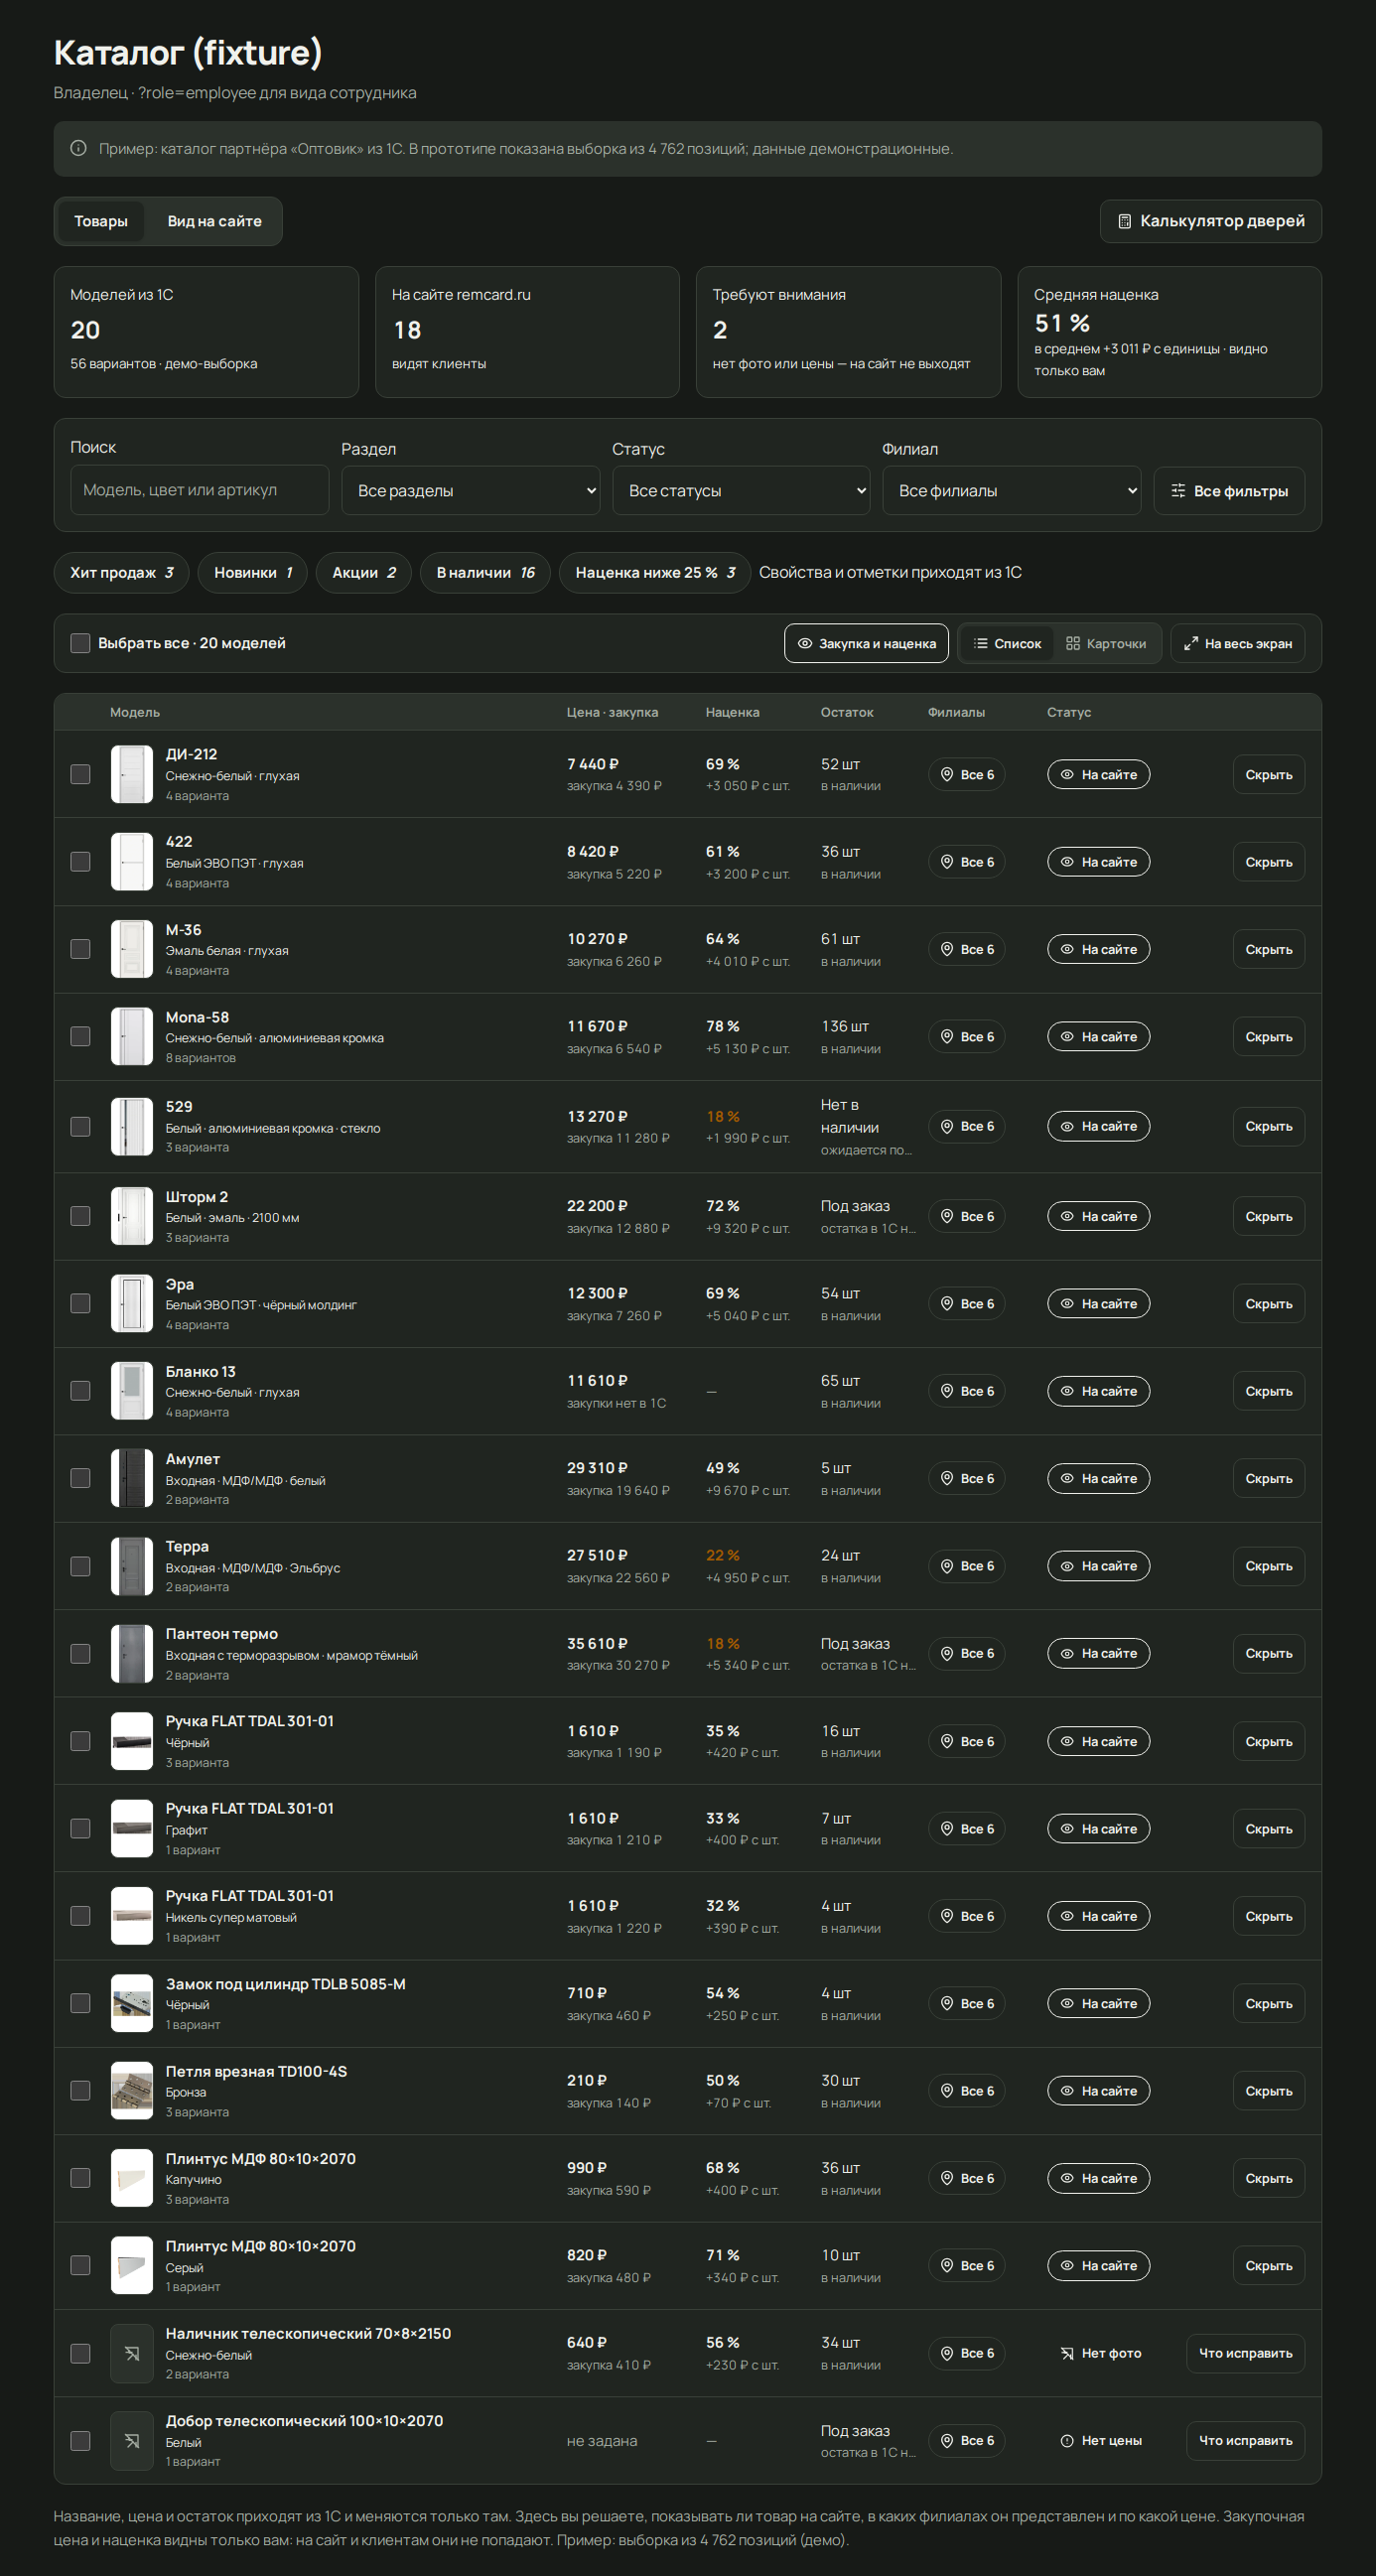 Каталог (fixture)
Владелец · ?role=employee для вида сотрудника
Пример: каталог партнёра «Оптовик» из 1С. В прототипе показана выборка из 4 762 позиций; данные демонстрационные.
Товары
Вид на сайте
Калькулятор дверей
Моделей из 1С
20
56 вариантов · демо-выборка
На сайте remcard.ru
18
видят клиенты
Требуют внимания
2
нет фото или цены — на сайт не выходят
Средняя наценка
51 %
в среднем +3 011 ₽ с единицы · видно
только вам
Поиск
Модель, цвет или артикул
Раздел
Все разделы
Статус
Все статусы
Филиал
Все филиалы
Все фильтры
Хит продаж 3
Новинки 1
Акции 2
В наличии 16
Наценка ниже 25 % 3
Свойства и отметки приходят из 1С
Выбрать все · 20 моделей
Закупка и наценка
Список
Карточки
На весь экран
Модель Цена · закупка Наценка Остаток Филиалы Статус
ДИ-212
Снежно-белый · глухая
4 варианта
7 440 ₽
закупка 4 390 ₽
69 %
+3 050 ₽ с шт.
52 шт
в наличии
Все 6
На сайте
Скрыть
422
Белый ЭВО ПЭТ · глухая
4 варианта
8 420 ₽
закупка 5 220 ₽
61 %
+3 200 ₽ с шт.
36 шт
в наличии
Все 6
На сайте
Скрыть
М-36
Эмаль белая · глухая
4 варианта
10 270 ₽
закупка 6 260 ₽
64 %
+4 010 ₽ с шт.
61 шт
в наличии
Все 6
На сайте
Скрыть
Mona-58
Снежно-белый · алюминиевая кромка
8 вариантов
11 670 ₽
закупка 6 540 ₽
78 %
+5 130 ₽ с шт.
136 шт
в наличии
Все 6
На сайте
Скрыть
529
Белый · алюминиевая кромка · стекло
3 варианта
13 270 ₽
закупка 11 280 ₽
18 %
+1 990 ₽ с шт.
Нет в
наличии
ожидается по…
Все 6
На сайте
Скрыть
Шторм 2
Белый · эмаль · 2100 мм
3 варианта
22 200 ₽
закупка 12 880 ₽
72 %
+9 320 ₽ с шт.
Под заказ
остатка в 1С н…
Все 6
На сайте
Скрыть
Эра
Белый ЭВО ПЭТ · чёрный молдинг
4 варианта
12 300 ₽
закупка 7 260 ₽
69 %
+5 040 ₽ с шт.
54 шт
в наличии
Все 6
На сайте
Скрыть
Бланко 13
Снежно-белый · глухая
4 варианта
11 610 ₽
закупки нет в 1С
—
65 шт
в наличии
Все 6
На сайте
Скрыть
Амулет
Входная · МДФ/МДФ · белый
2 варианта
29 310 ₽
закупка 19 640 ₽
49 %
+9 670 ₽ с шт.
5 шт
в наличии
Все 6
На сайте
Скрыть
Терра
Входная · МДФ/МДФ · Эльбрус
2 варианта
27 510 ₽
закупка 22 560 ₽
22 %
+4 950 ₽ с шт.
24 шт
в наличии
Все 6
На сайте
Скрыть
Пантеон термо
Входная с терморазрывом · мрамор тёмный
2 варианта
35 610 ₽
закупка 30 270 ₽
18 %
+5 340 ₽ с шт.
Под заказ
остатка в 1С н…
Все 6
На сайте
Скрыть
Ручка FLAT TDAL 301-01
Чёрный
3 варианта
1 610 ₽
закупка 1 190 ₽
35 %
+420 ₽ с шт.
16 шт
в наличии
Все 6
На сайте
Скрыть
Ручка FLAT TDAL 301-01
Графит
1 вариант
1 610 ₽
закупка 1 210 ₽
33 %
+400 ₽ с шт.
7 шт
в наличии
Все 6
На сайте
Скрыть
Ручка FLAT TDAL 301-01
Никель супер матовый
1 вариант
1 610 ₽
закупка 1 220 ₽
32 %
+390 ₽ с шт.
4 шт
в наличии
Все 6
На сайте
Скрыть
Замок под цилиндр TDLB 5085-M
Чёрный
1 вариант
710 ₽
закупка 460 ₽
54 %
+250 ₽ с шт.
4 шт
в наличии
Все 6
На сайте
Скрыть
Петля врезная TD100-4S
Бронза
3 варианта
210 ₽
закупка 140 ₽
50 %
+70 ₽ с шт.
30 шт
в наличии
Все 6
На сайте
Скрыть
Плинтус МДФ 80×10×2070
Капучино
3 варианта
990 ₽
закупка 590 ₽
68 %
+400 ₽ с шт.
36 шт
в наличии
Все 6
На сайте
Скрыть
Плинтус МДФ 80×10×2070
Серый
1 вариант
820 ₽
закупка 480 ₽
71 %
+340 ₽ с шт.
10 шт
в наличии
Все 6
На сайте
Скрыть
Наличник телескопический 70×8×2150
Снежно-белый
2 варианта
640 ₽
закупка 410 ₽
56 %
+230 ₽ с шт.
34 шт
в наличии
Все 6
Нет фото
Что исправить
Добор телескопический 100×10×2070
Белый
1 вариант
не задана
—
Под заказ
остатка в 1С н…
Все 6
Нет цены
Что исправить
Название, цена и остаток приходят из 1С и меняются только там. Здесь вы решаете, показывать ли товар на сайте, в каких филиалах он представлен и по какой цене. Закупочная
цена и наценка видны только вам: на сайт и клиентам они не попадают. Пример: выборка из 4 762 позиций (демо).